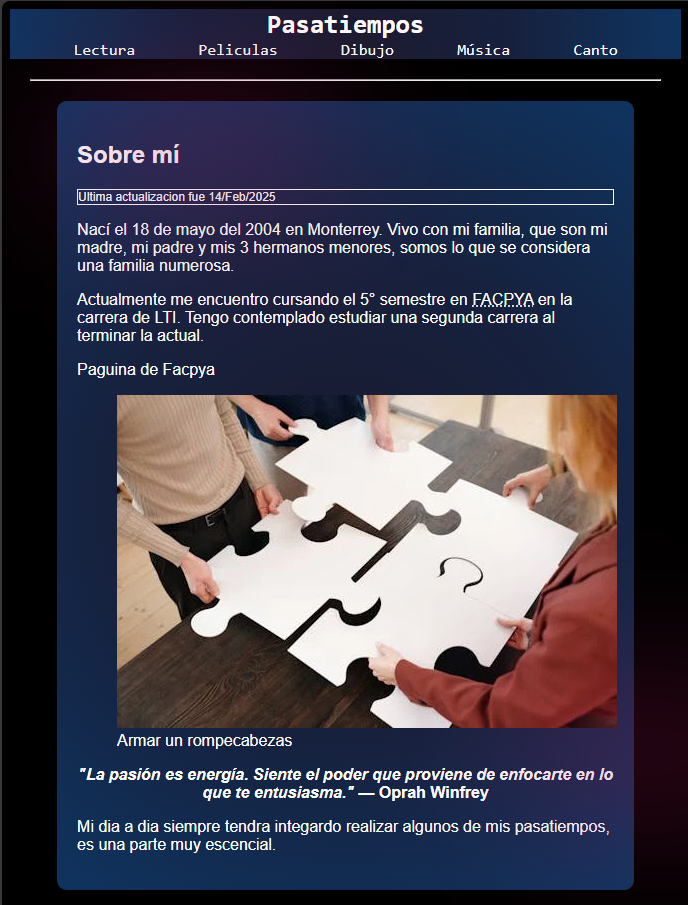 Pasatiempos
Lectura Peliculas Dibujo Música Canto
Sobre mí
Ultima actualizacion fue 14/Feb/2025
Nací el 18 de mayo del 2004 en Monterrey. Vivo con mi familia, que son mi
madre, mi padre y mis 3 hermanos menores, somos lo que se considera
una familia numerosa.
Actualmente me encuentro cursando el 5° semestre en FACPYA en la
carrera de LTI. Tengo contemplado estudiar una segunda carrera al
terminar la actual.
Paguina de Facpya
Armar un rompecabezas
"La pasión es energía. Siente el poder que proviene de enfocarte en lo
que te entusiasma." — Oprah Winfrey
Mi dia a dia siempre tendra integardo realizar algunos de mis pasatiempos,
es una parte muy escencial.